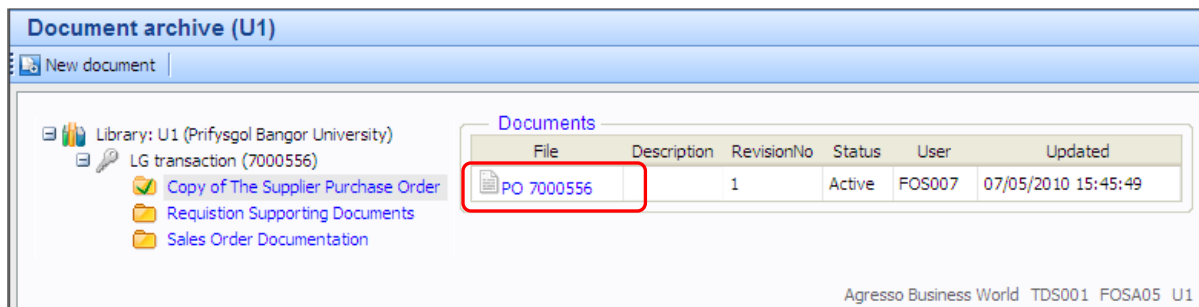 Document archive (U1)
New document
Library: U1 (Prifysgol Bangor University)
LG transaction (7000556)
Copy of The Supplier Purchase Order
Requistion Supporting Documents
Sales Order Documentation
Documents
File Description RevisionNo Status User Updated
PO 7000556 1 Active FOS007 07/05/2010 15:45:49
Agresso Business World TDS001 FOSA05 U1